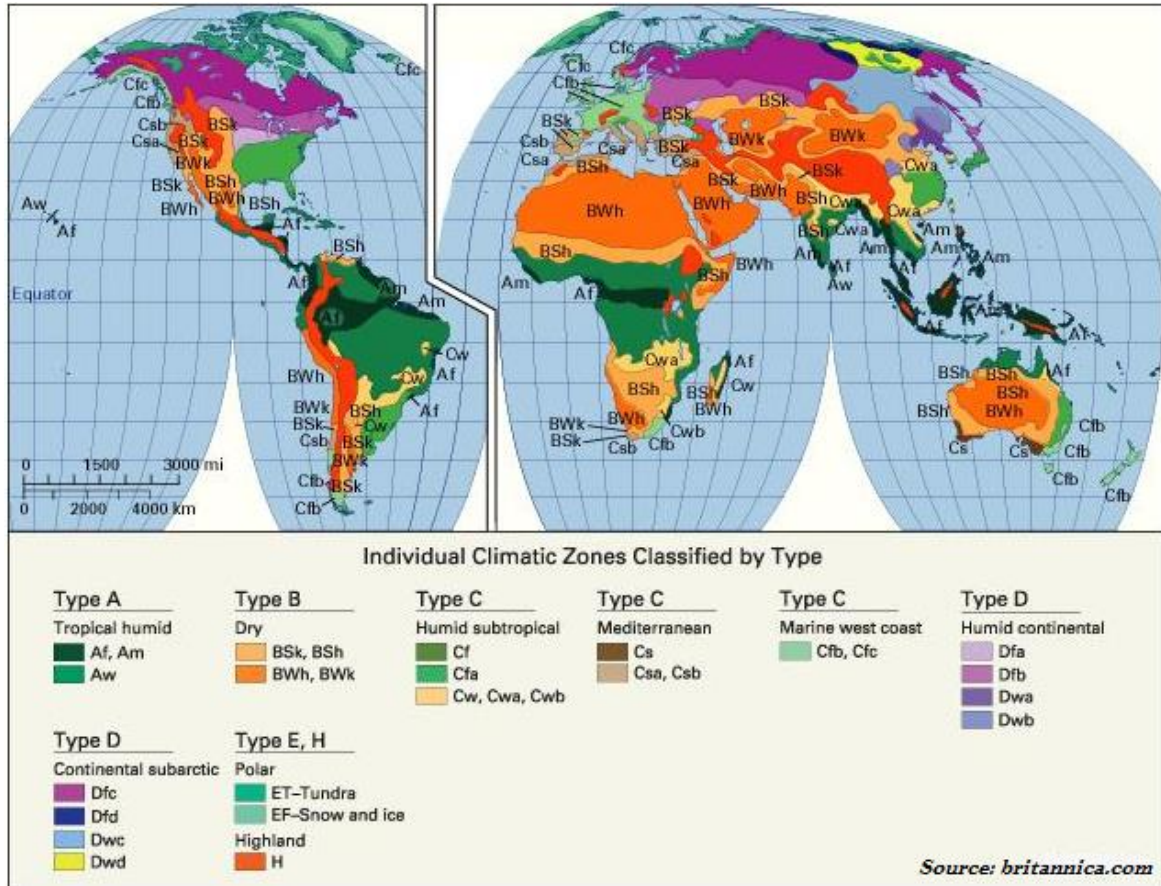 Cfc
Cfb
Csb
Csa
BSk
BSk
BWk
BSk
BSh
BWh
BWh
BSh
Aw
Af
Af
BSh
Cfc
Equator
Af
Am
Am
Af
Cw
BWh
Cw
Af
Af
BWk
BSh
BSk
Cw
Csb
BSk
BWk
Cfb
BSk
Cfb
0 1500 3000 mi
0 2000 4000 km
Cfc
Cfc
Cfb
BSk
BSk
BWk
BWk
Csb
Csa
Csa
BSk
Csa
BSh
BSk
BWh
BSk
BSh
Cwa
Cwa
BWh
BSh
BSh
Cwa
Am
Am
Am
Am
Am
Af
Aw
Af
BWh
BSh
Am
Af
Af
Af
Cwa
Af
Cw
BSh
BSh
BWh
BWh
BWk
BSk
Csb
Cfb
Cwb
BSh
BSh
Af
BSh
BSh
BWh
Cs
Cs
Cfb
Cfb
Cfb
Cfb
Individual Climatic Zones Classified by Type
Type A
Tropical humid
Af, Am
Aw
Type B
Dry
BSk, BSh
BWh, BWk
Type C
Humid subtropical
Cf
Cfa
Cw, Cwa, Cwb
Type C
Mediterranean
Cs
Csa, Csb
Type C
Marine west coast
Cfb, Cfc
Type D
Humid continental
Dfa
Dfb
Dwa
Dwb
Type D
Continental subarctic
Dfc
Dfd
Dwc
Dwd
Type E, H
Polar
ET–Tundra
EF–Snow and ice
Highland
H
Source: britannica.com